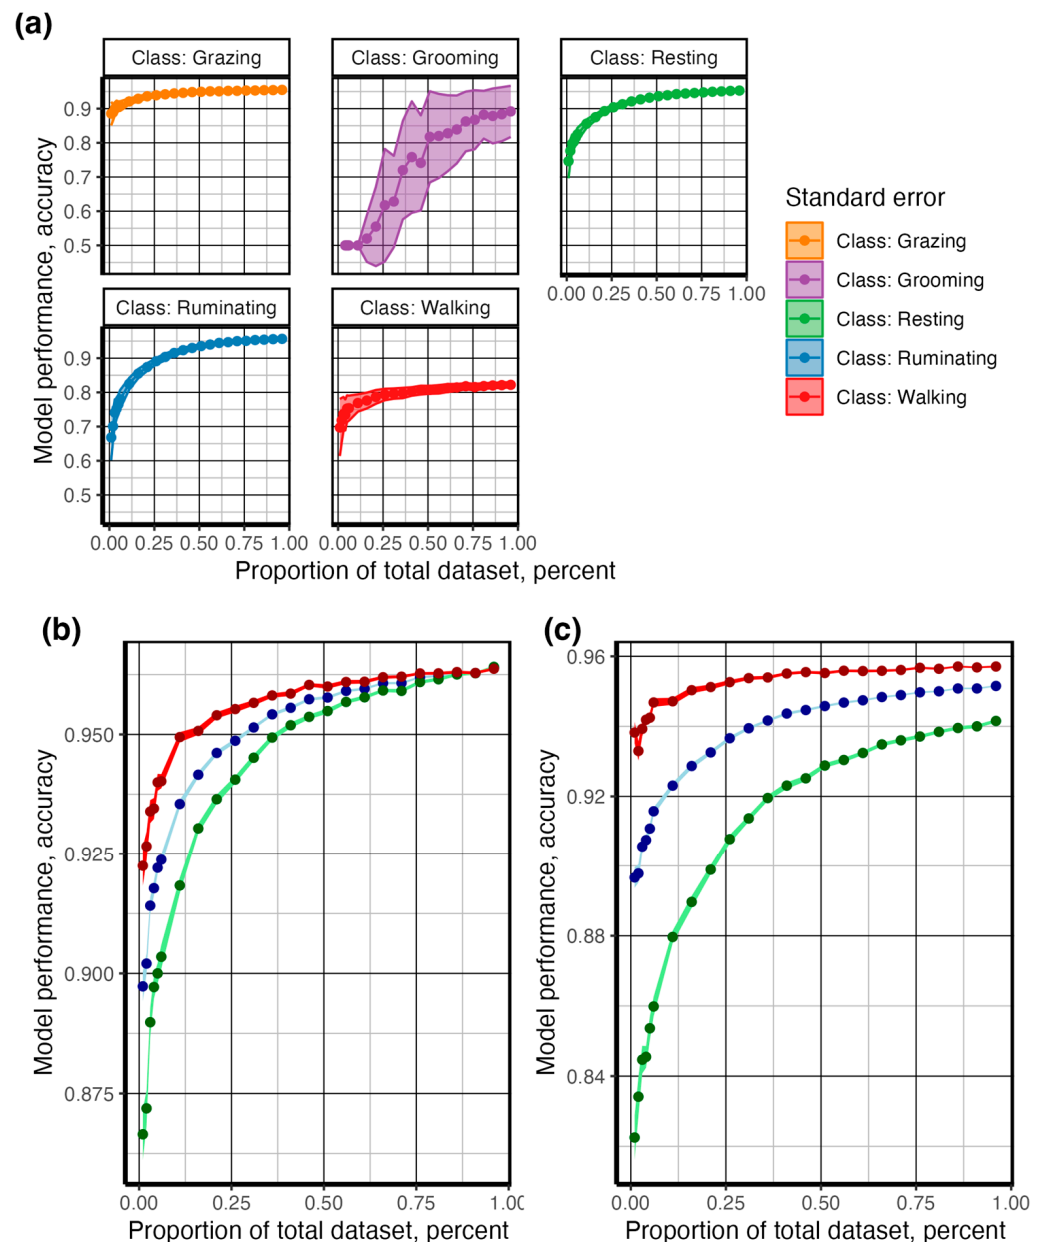 (a)
Class: Grazing
Class: Grooming
Class: Resting
Model performance, accuracy
0.9
0.8
0.7
0.6
0.5
0.00 0.25 0.50 0.75 1.00
Class: Ruminating
Class: Walking
0.9
0.8
0.7
0.6
0.5
0.00 0.25 0.50 0.75 1.00
0.00 0.25 0.50 0.75 1.00
Proportion of total dataset, percent
Standard error
Class: Grazing
Class: Grooming
Class: Resting
Class: Ruminating
Class: Walking
(b)
Model performance, accuracy
0.950
0.925
0.900
0.875
0.00 0.25 0.50 0.75 1.00
Proportion of total dataset, percent
(c)
Model performance, accuracy
0.96
0.92
0.88
0.84
0.00 0.25 0.50 0.75 1.00
Proportion of total dataset, percent